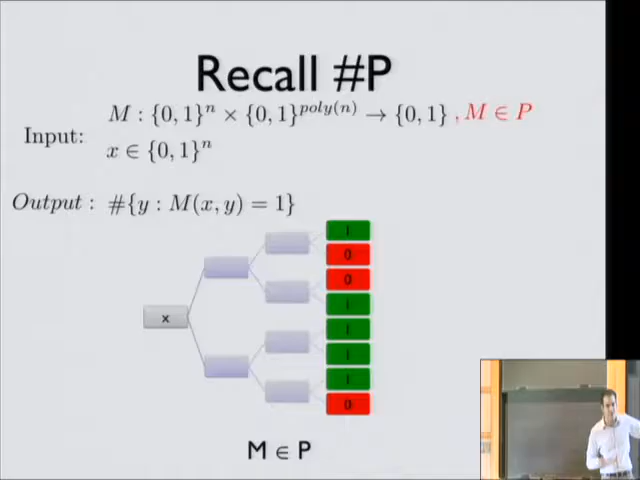 Recall #P
M : {0, 1}^n × {0, 1}^{poly(n)} → {0, 1} , M ∈ P
Input:
x ∈ {0, 1}^n
Output : #{y : M(x, y) = 1}
1
0
0
1
x
1
1
1
0
M ∈ P